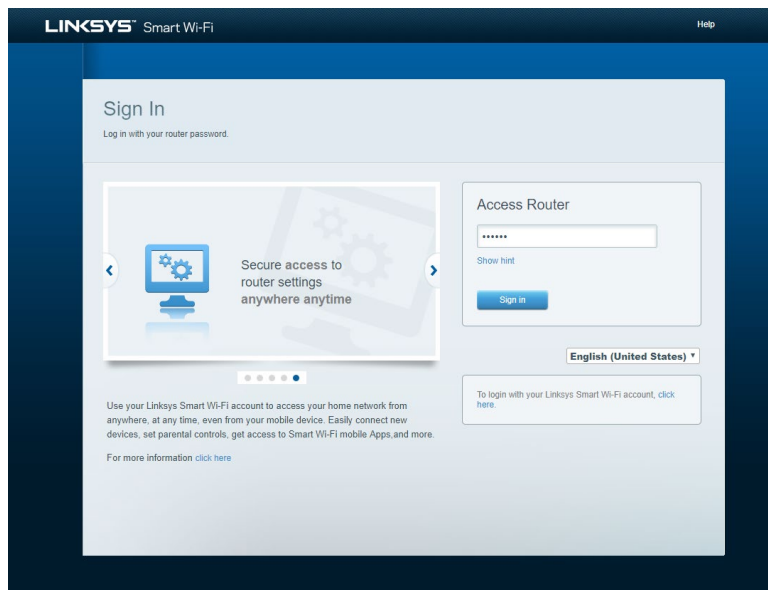 LINKSYS™ Smart Wi-Fi
Help
Sign In
Log in with your router password.
Secure access to
router settings
anywhere anytime
Access Router
••••••
Show hint
Sign in
English (United States)
To login with your Linksys Smart Wi-Fi account, click
here.
Use your Linksys Smart Wi-Fi account to access your home network from
anywhere, at any time, even from your mobile device. Easily connect new
devices, set parental controls, get access to Smart Wi-Fi mobile Apps,and more.
For more information click here